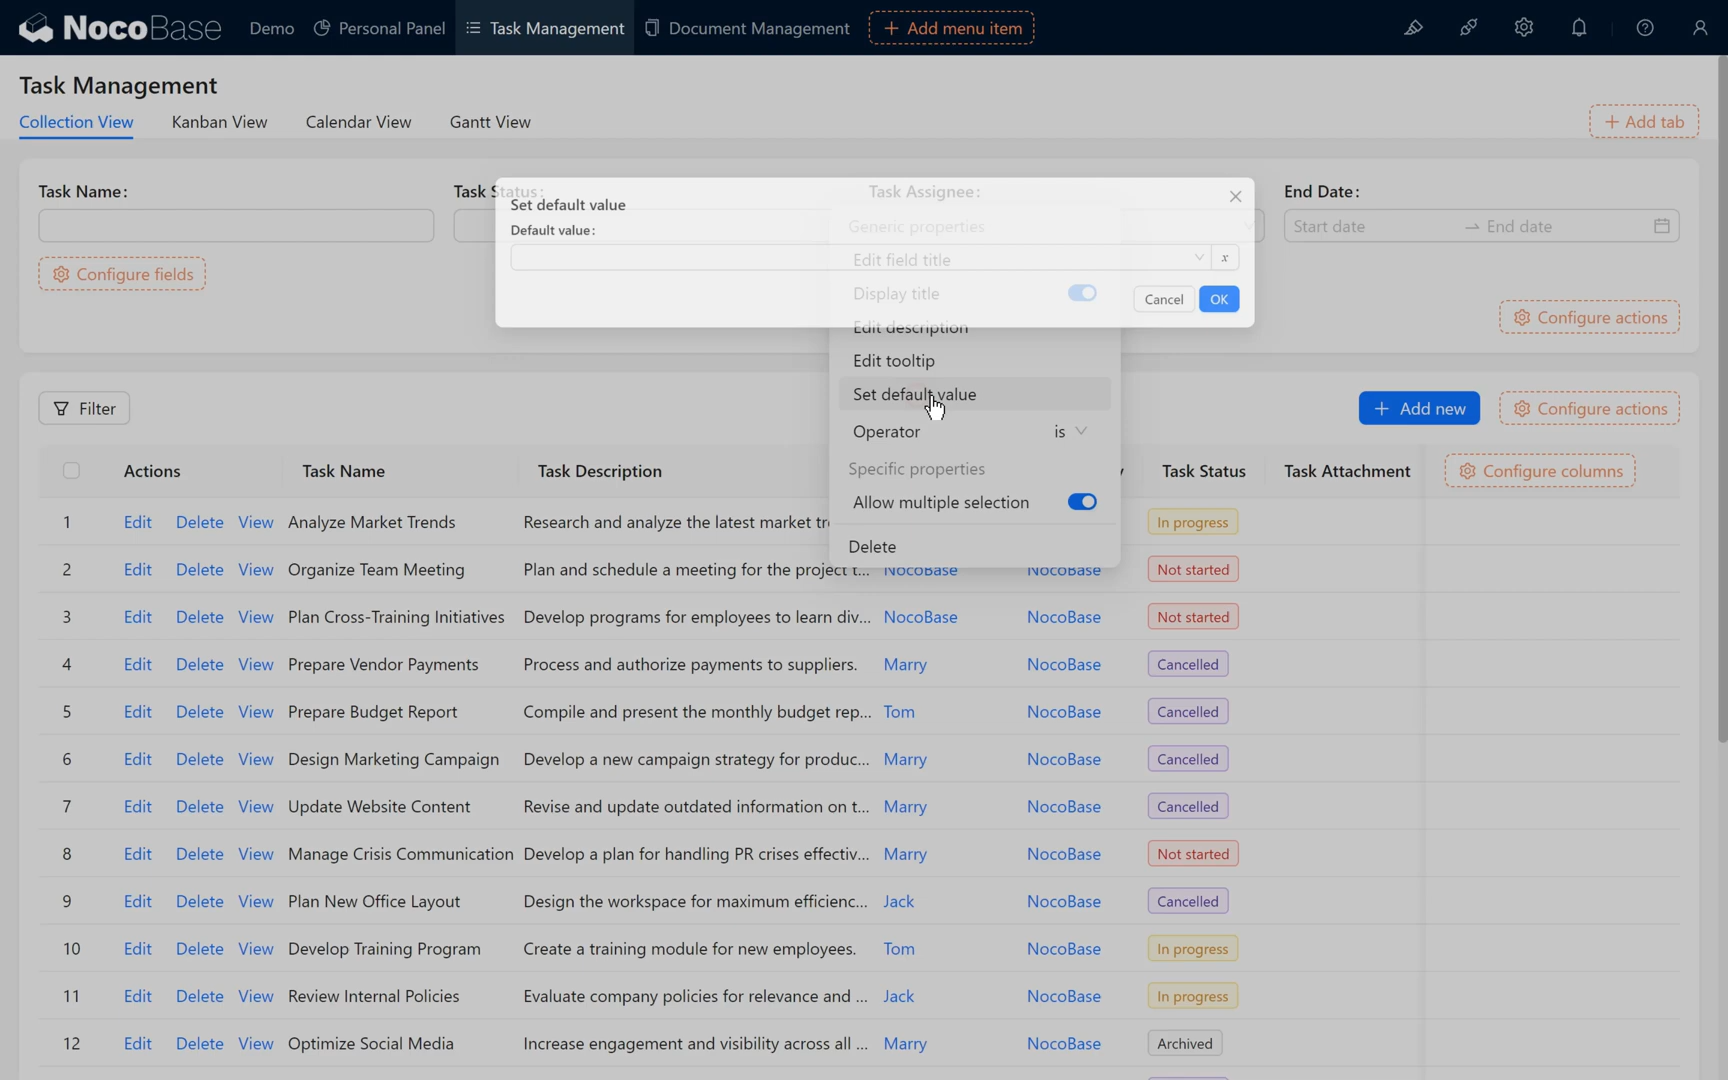 NocoBase Demo Personal Panel Task Management Document Management + Add menu item
Task Management
Collection View Kanban View Calendar View Gantt View + Add tab
Task Name: Task Status: Task Assignee: End Date:
Set default value
Default value:
Generic properties
Start date → End date
Edit field title x
Configure fields
Display title
Cancel OK
Edit description
Configure actions
Edit tooltip
Set default value
Filter + Add new Configure actions
Operator is
Specific properties
Actions Task Name Task Description Task Status Task Attachment Configure columns
Allow multiple selection
1 Edit Delete View Analyze Market Trends Research and analyze the latest market In progress
Delete
2 Edit Delete View Organize Team Meeting Plan and schedule a meeting for the project t... NocoBase NocoBase Not started
3 Edit Delete View Plan Cross-Training Initiatives Develop programs for employees to learn div... NocoBase NocoBase Not started
4 Edit Delete View Prepare Vendor Payments Process and authorize payments to suppliers. Marry NocoBase Cancelled
5 Edit Delete View Prepare Budget Report Compile and present the monthly budget rep... Tom NocoBase Cancelled
6 Edit Delete View Design Marketing Campaign Develop a new campaign strategy for produc... Marry NocoBase Cancelled
7 Edit Delete View Update Website Content Revise and update outdated information on t... Marry NocoBase Cancelled
8 Edit Delete View Manage Crisis Communication Develop a plan for handling PR crises effectiv... Marry NocoBase Not started
9 Edit Delete View Plan New Office Layout Design the workspace for maximum efficienc... Jack NocoBase Cancelled
10 Edit Delete View Develop Training Program Create a training module for new employees. Tom NocoBase In progress
11 Edit Delete View Review Internal Policies Evaluate company policies for relevance and ... Jack NocoBase In progress
12 Edit Delete View Optimize Social Media Increase engagement and visibility across all ... Marry NocoBase Archived